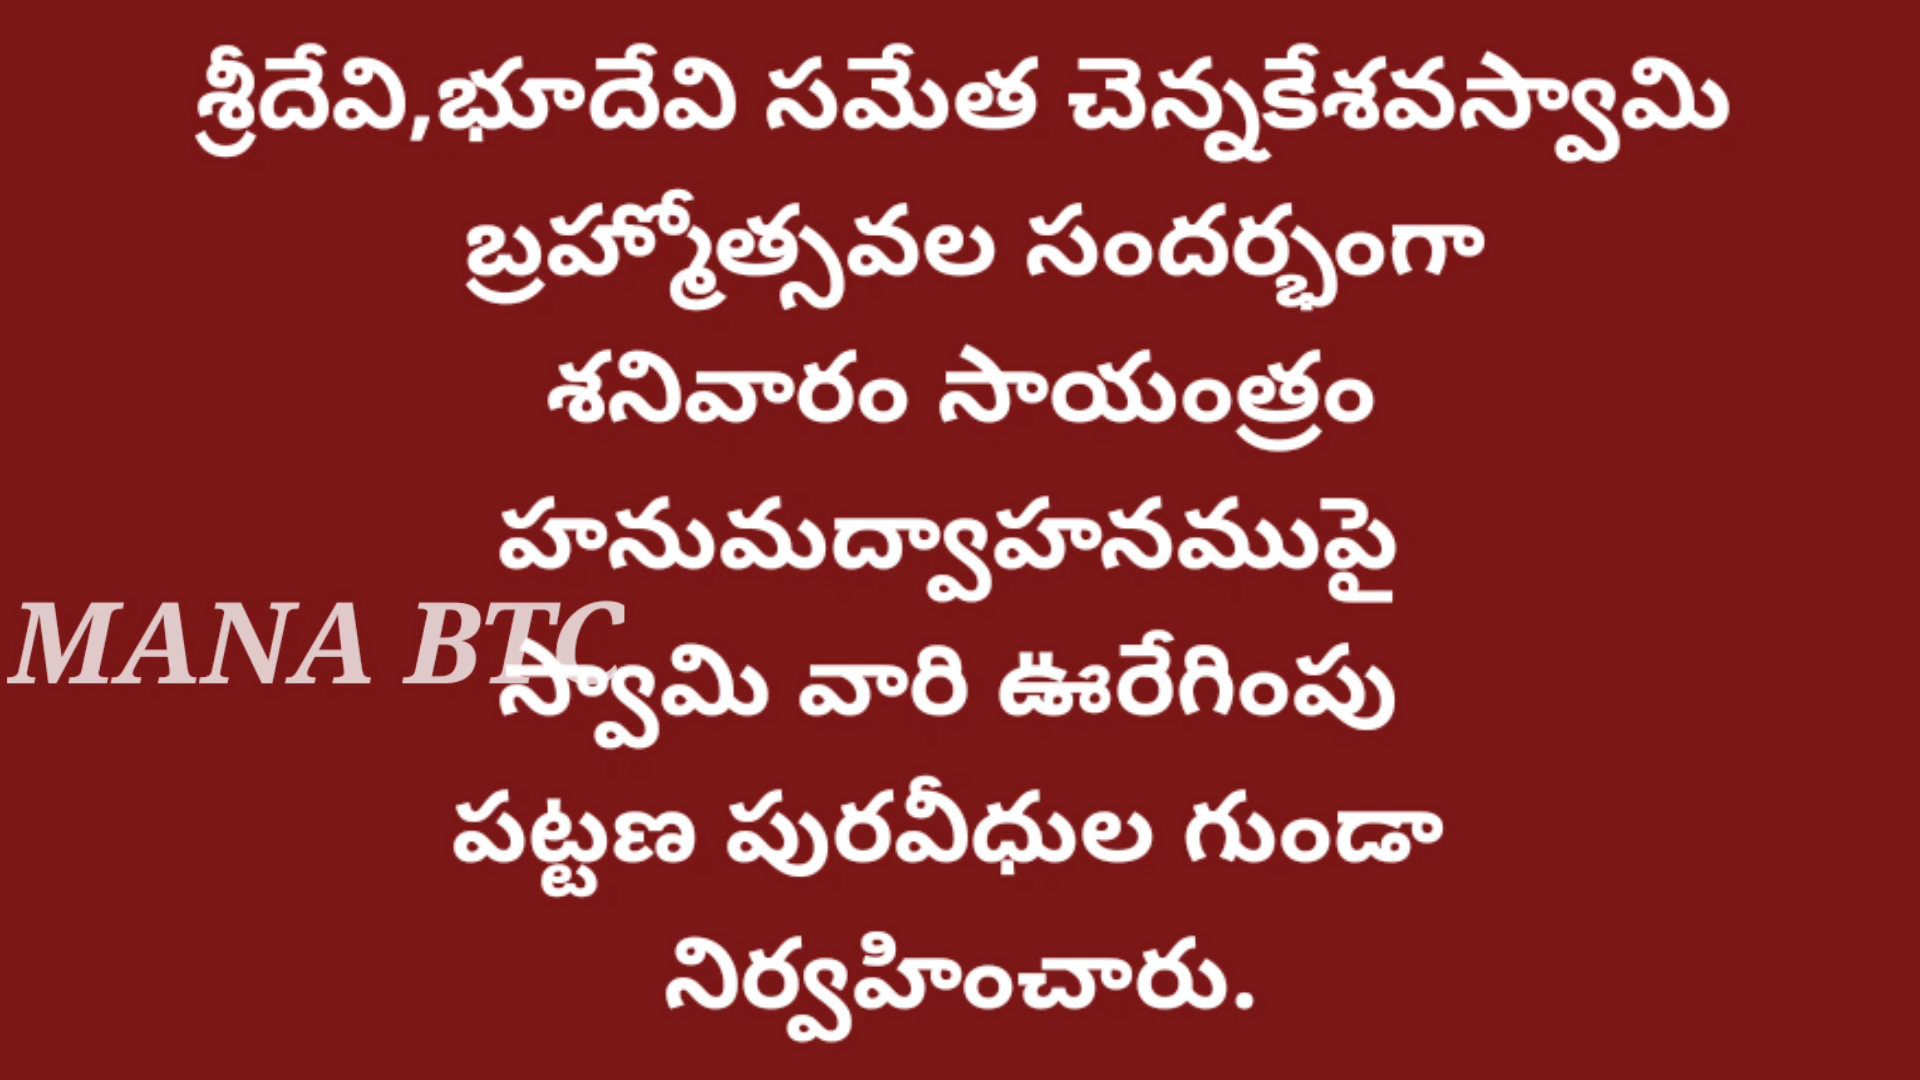 శ్రీదేవి,భూదేవి సమేత చెన్నకేశవస్వామి
బ్రహ్మోత్సవల సందర్భంగా
శనివారం సాయంత్రం
హనుమద్వాహనముపై
MANA BTC
స్వామి వారి ఊరేగింపు
పట్టణ పురవీధుల గుండా
నిర్వహించారు.